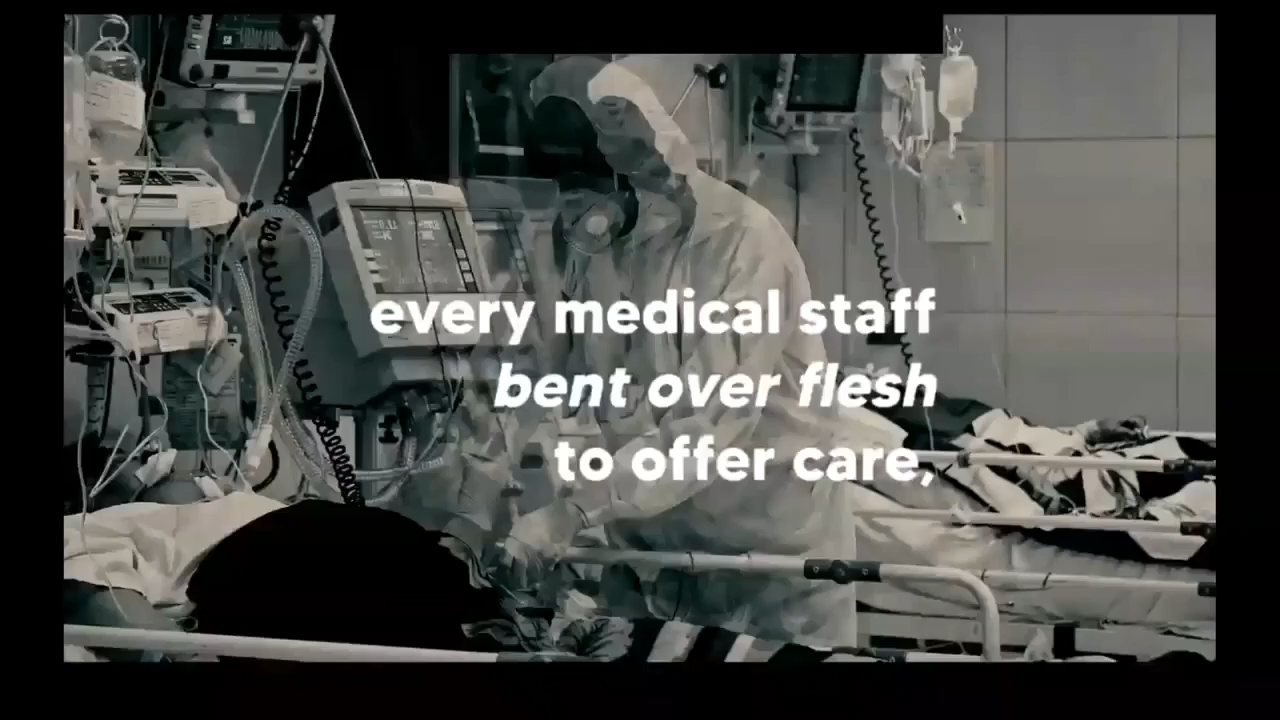 every medical staff
bent over flesh
to offer care,